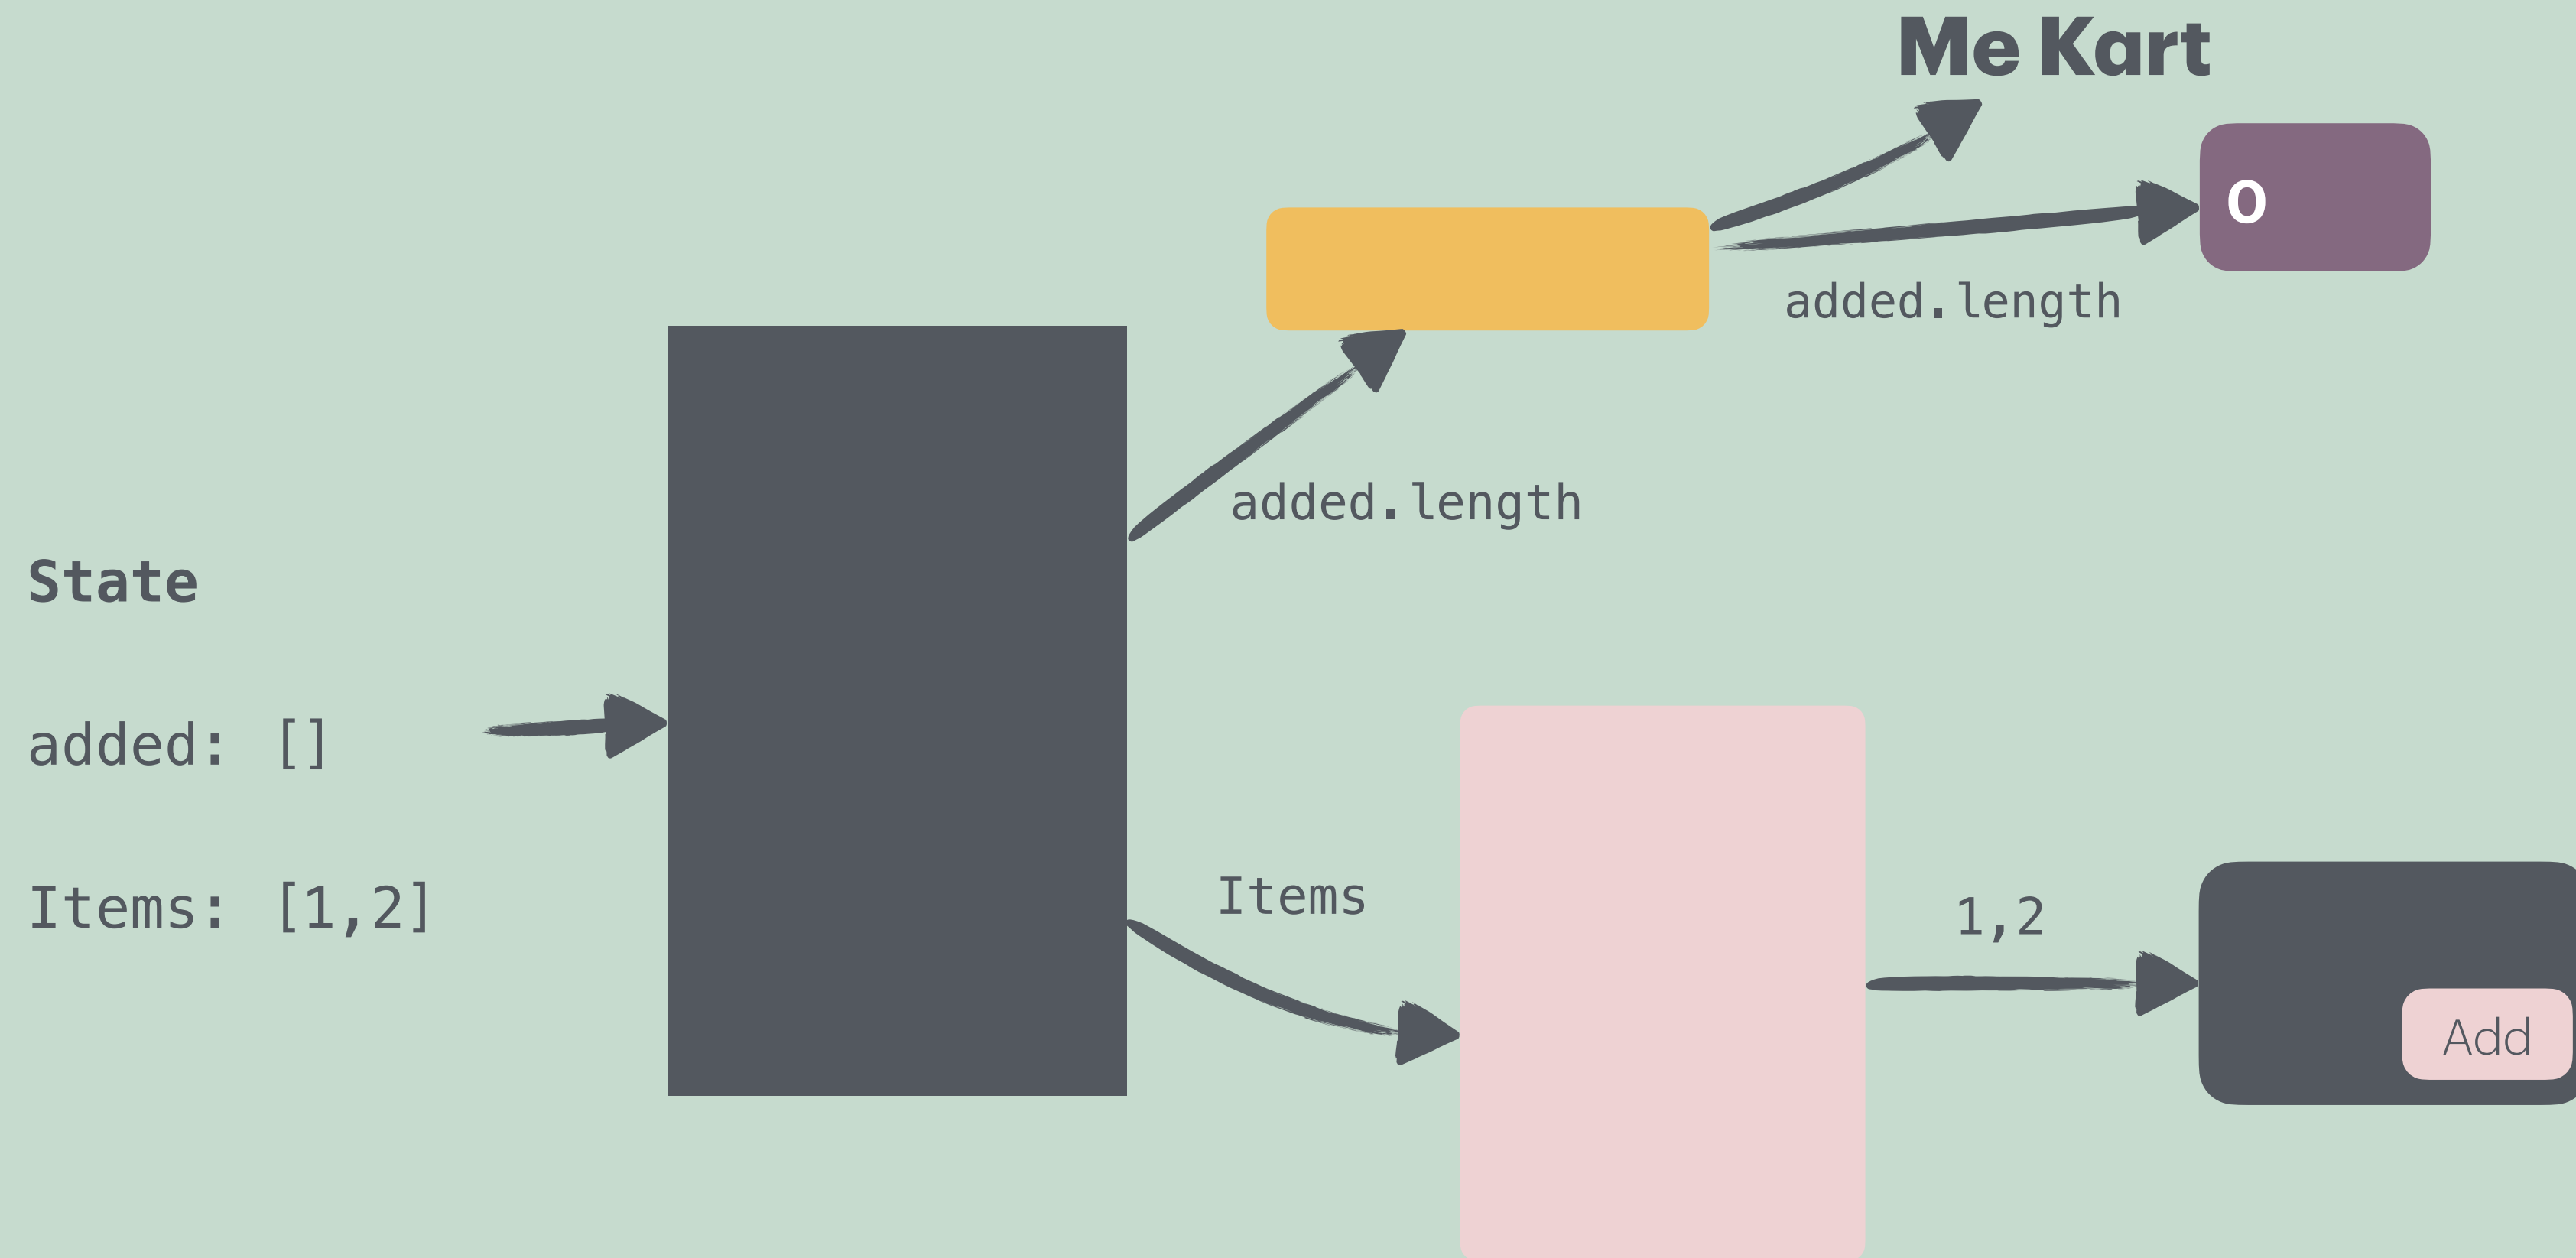 Me Kart
0
added.length
added.length
State
added: []
Items: [1,2]
Items
1,2
Add